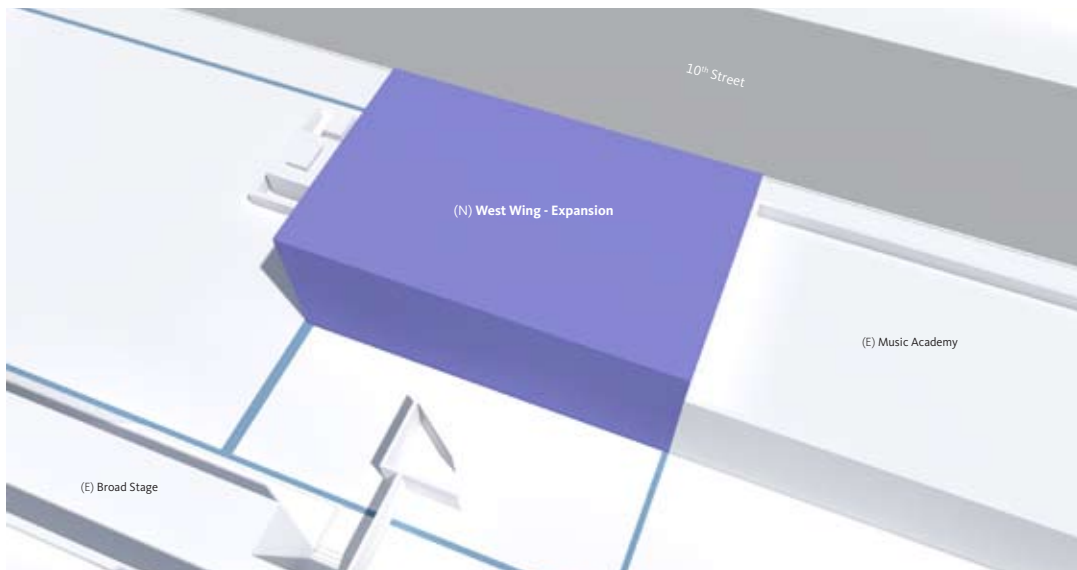 10th Street
(N) West Wing - Expansion
(E) Music Academy
(E) Broad Stage